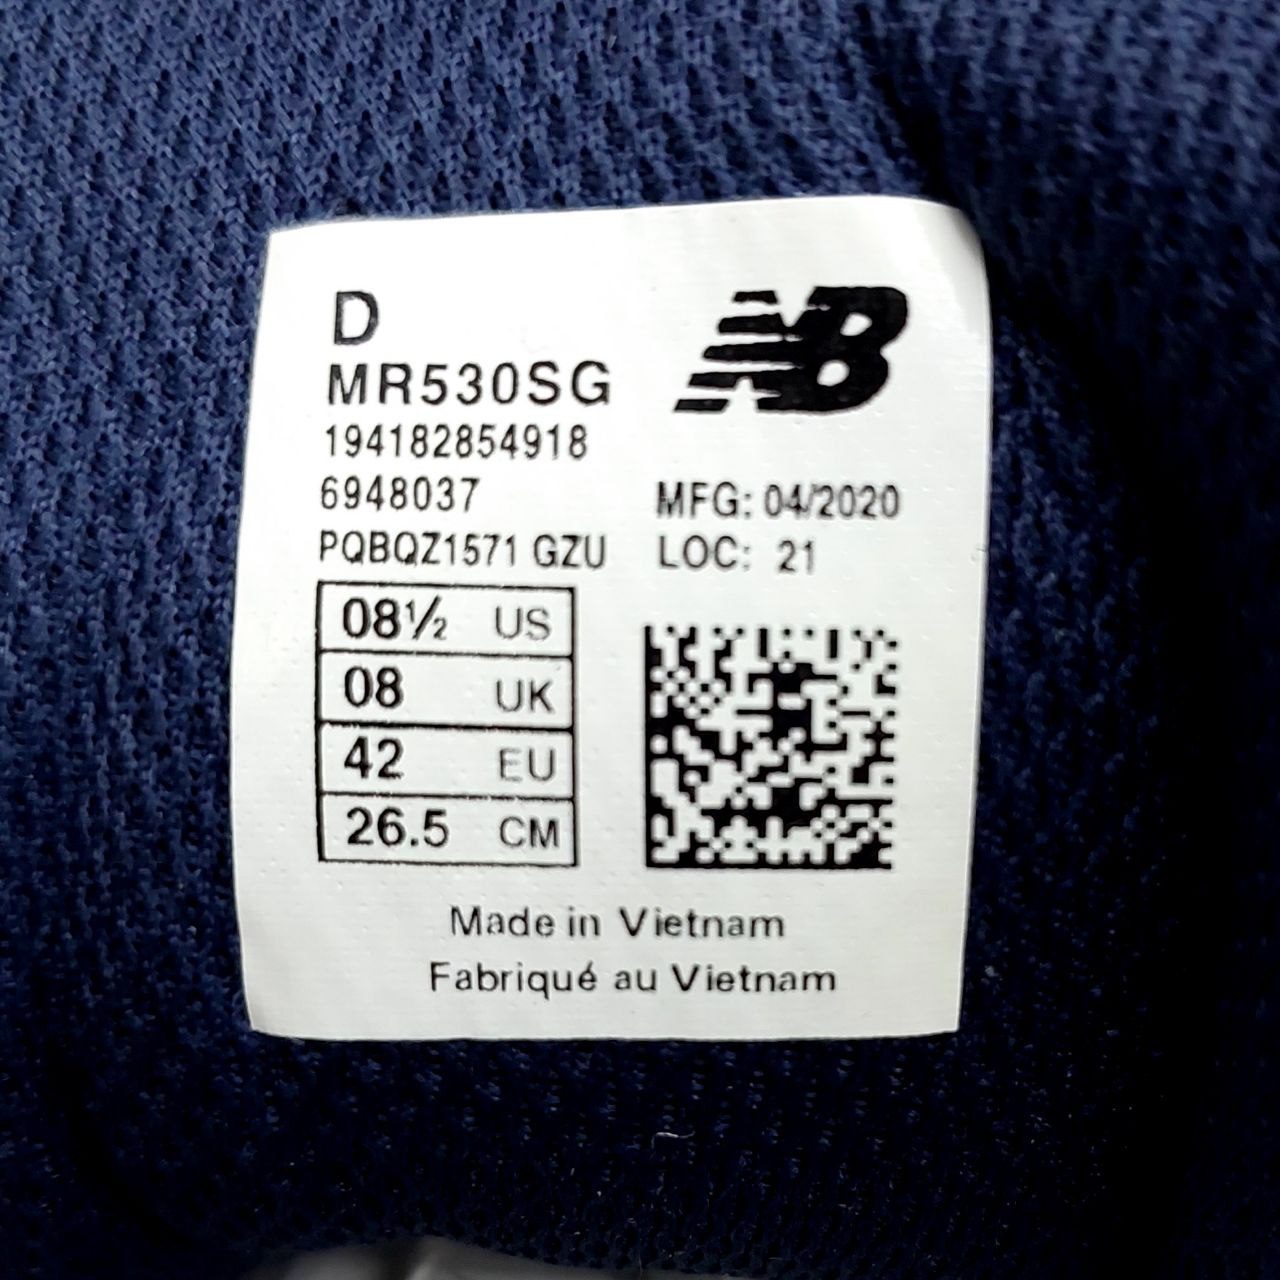 D
NB
MR530SG
194182854918
6948037
MFG: 04/2020
PQBQZ1571 GZU
LOC: 21
08½ US
08 UK
42 EU
26.5 CM
Made in Vietnam
Fabriqué au Vietnam